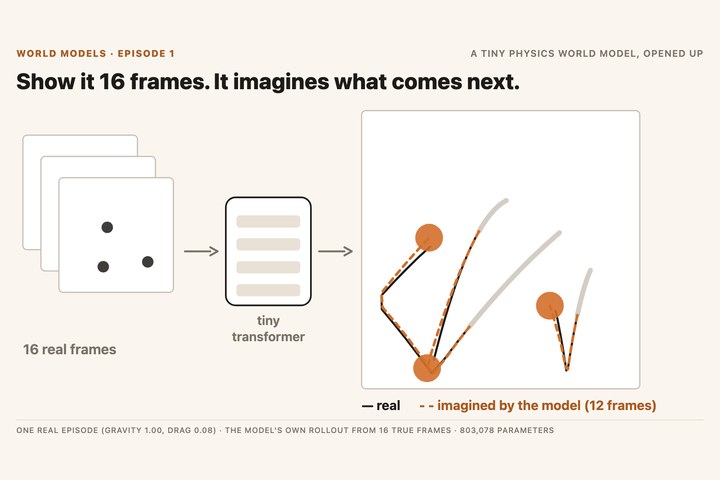 WORLD MODELS · EPISODE 1
A TINY PHYSICS WORLD MODEL, OPENED UP
Show it 16 frames. It imagines what comes next.
tiny
transformer
16 real frames
— real
- - imagined by the model (12 frames)
ONE REAL EPISODE (GRAVITY 1.00, DRAG 0.08) · THE MODEL'S OWN ROLLOUT FROM 16 TRUE FRAMES · 803,078 PARAMETERS